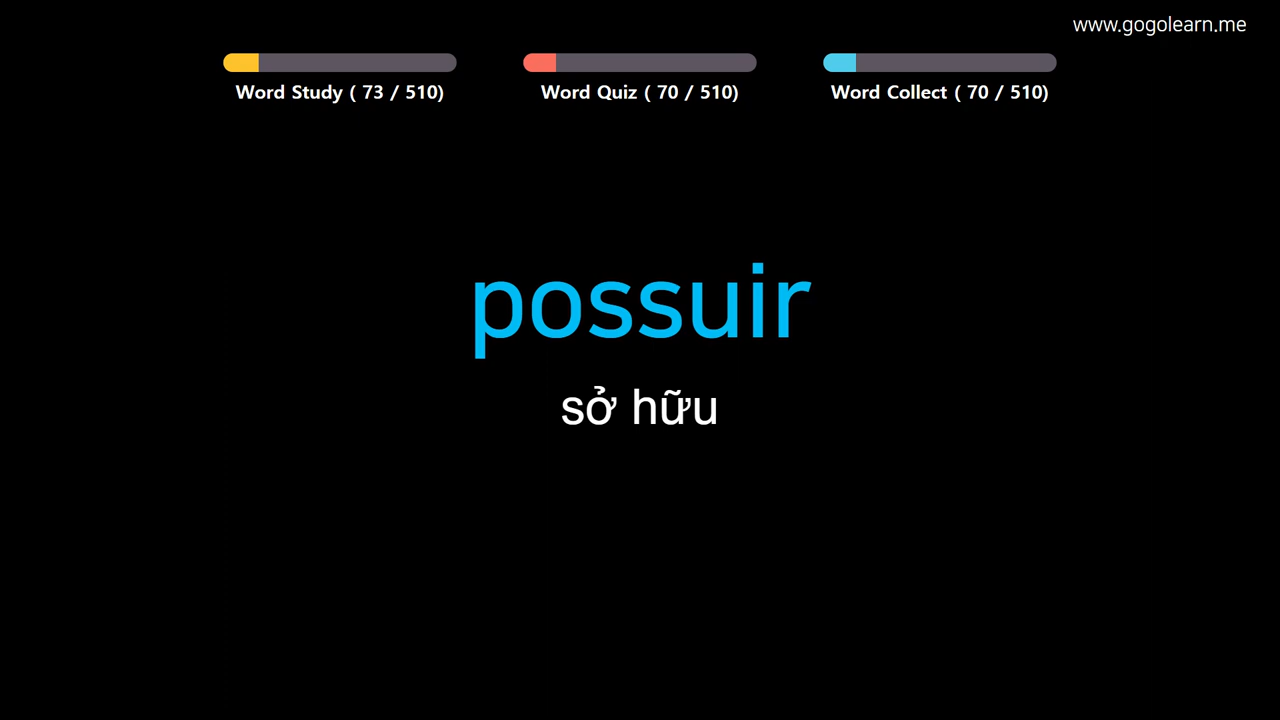 www.gogolearn.me
Word Study ( 73 / 510)
Word Quiz ( 70 / 510)
Word Collect ( 70 / 510)
possuir
sở hữu